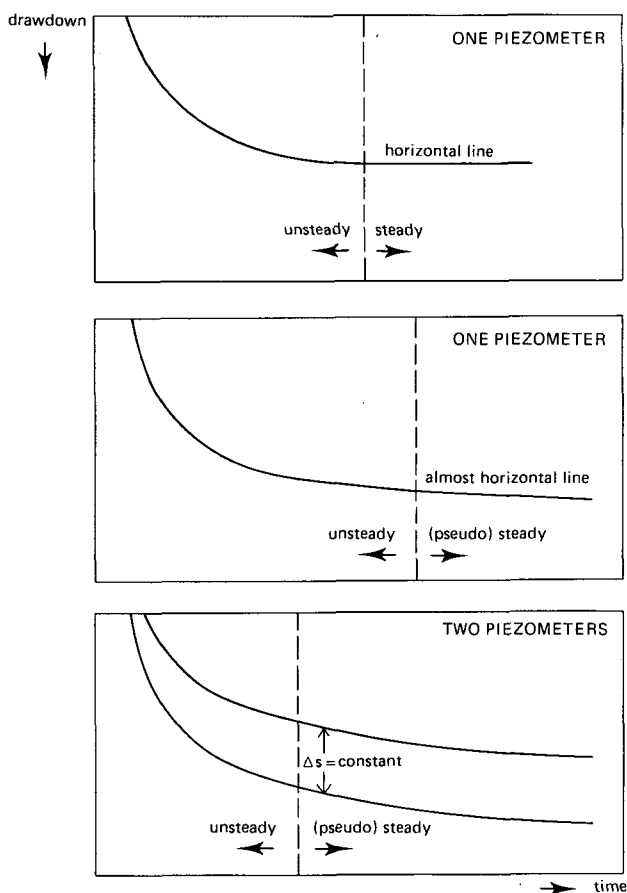 drawdown
ONE PIEZOMETER
horizontal line
unsteady steady
ONE PIEZOMETER
almost horizontal line
unsteady (pseudo) steady
TWO PIEZOMETERS
Δs = constant
unsteady (pseudo) steady
time